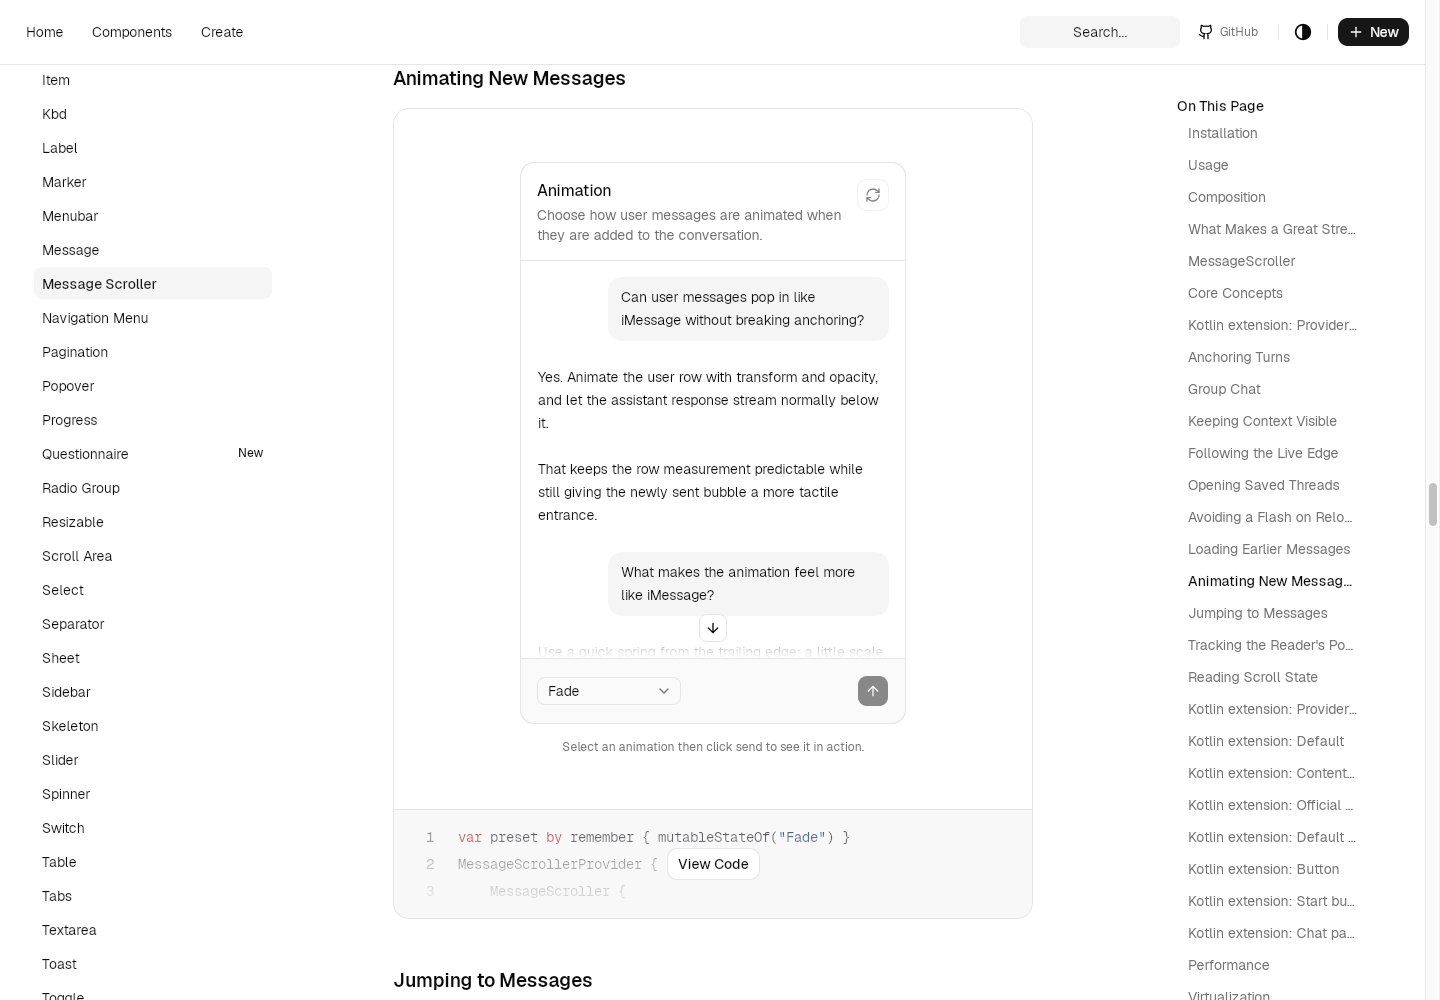 Home
Components
Create
Search...
GitHub
New
Item
Kbd
Label
Marker
Menubar
Message
Message Scroller
Navigation Menu
Pagination
Popover
Progress
Questionnaire
New
Radio Group
Resizable
Scroll Area
Select
Separator
Sheet
Sidebar
Skeleton
Slider
Spinner
Switch
Table
Tabs
Textarea
Toast
Toggle
Animating New Messages
Animation
Choose how user messages are animated when
they are added to the conversation.
Can user messages pop in like
iMessage without breaking anchoring?
Yes. Animate the user row with transform and opacity,
and let the assistant response stream normally below
it.
That keeps the row measurement predictable while
still giving the newly sent bubble a more tactile
entrance.
What makes the animation feel more
like iMessage?
Use a quick spring from the trailing edge: a little scale
Fade
Select an animation then click send to see it in action.
1 var preset by remember { mutableStateOf("Fade") }
2 MessageScrollerProvider {
View Code
3 MessageScroller {
Jumping to Messages
On This Page
Installation
Usage
Composition
What Makes a Great Stre...
MessageScroller
Core Concepts
Kotlin extension: Provider...
Anchoring Turns
Group Chat
Keeping Context Visible
Following the Live Edge
Opening Saved Threads
Avoiding a Flash on Relo...
Loading Earlier Messages
Animating New Messag...
Jumping to Messages
Tracking the Reader's Po...
Reading Scroll State
Kotlin extension: Provider...
Kotlin extension: Default
Kotlin extension: Content...
Kotlin extension: Official ...
Kotlin extension: Default ...
Kotlin extension: Button
Kotlin extension: Start bu...
Kotlin extension: Chat pa...
Performance
Virtualization